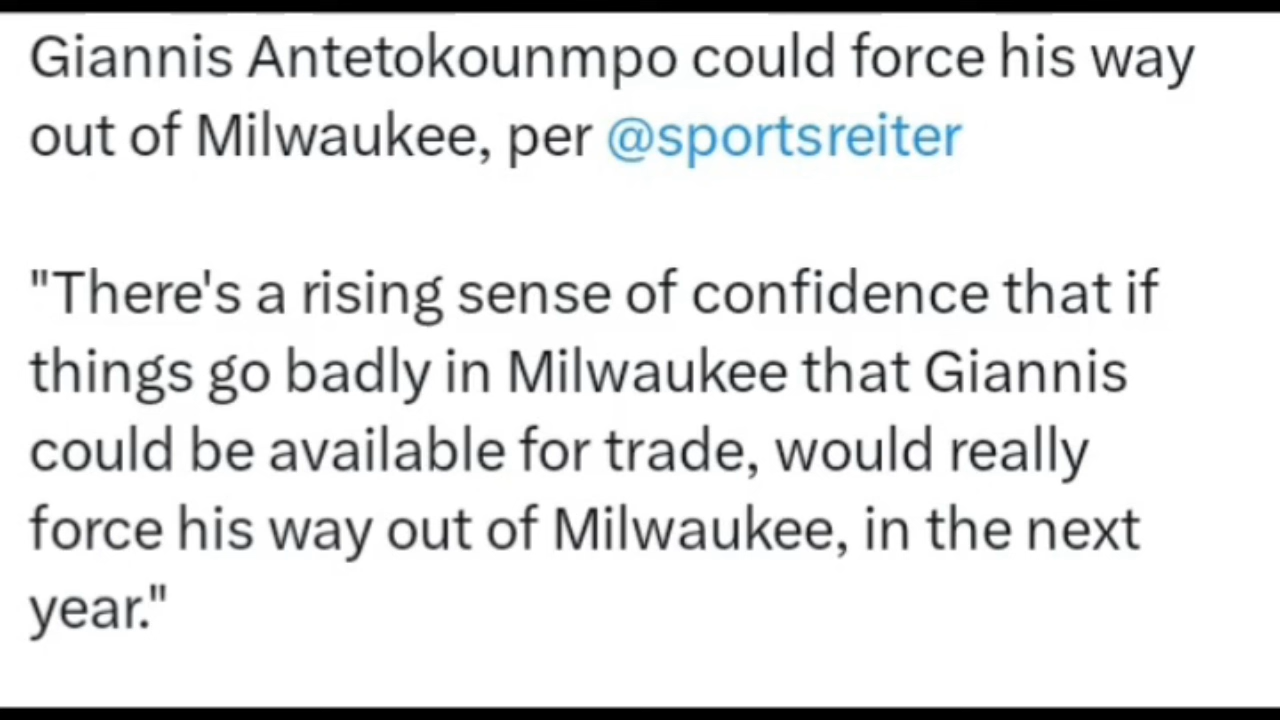 Giannis Antetokounmpo could force his way
out of Milwaukee, per @sportsreiter
"There's a rising sense of confidence that if
things go badly in Milwaukee that Giannis
could be available for trade, would really
force his way out of Milwaukee, in the next
year."